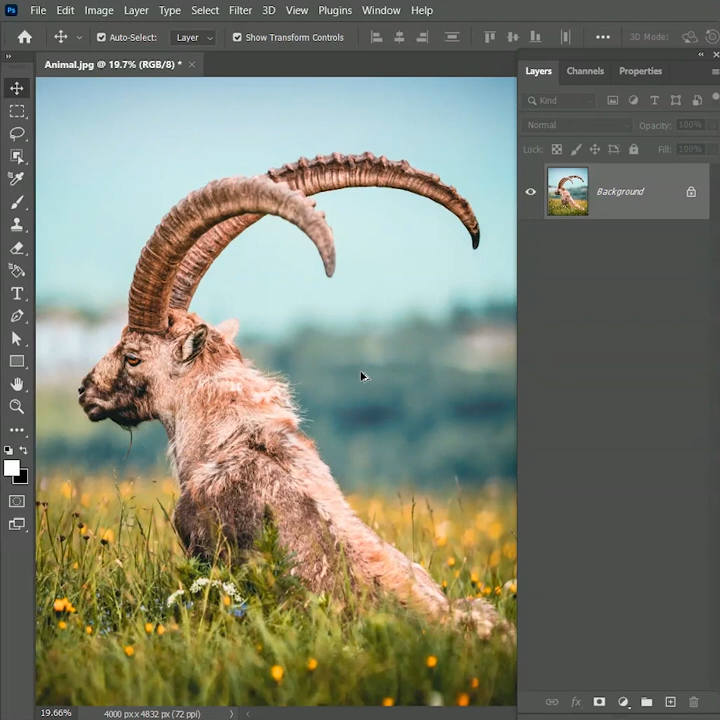 Ps File Edit Image Layer Type Select Filter 3D View Plugins Window Help
Auto-Select: Layer Show Transform Controls ••• 3D Mode:
Animal.jpg @ 19.7% (RGB/8) * ×
Layers Channels Properties
Kind
Normal Opacity: 100%
Lock: Fill: 100%
Background
19.66% 4000 px x 4832 px (72 ppi)